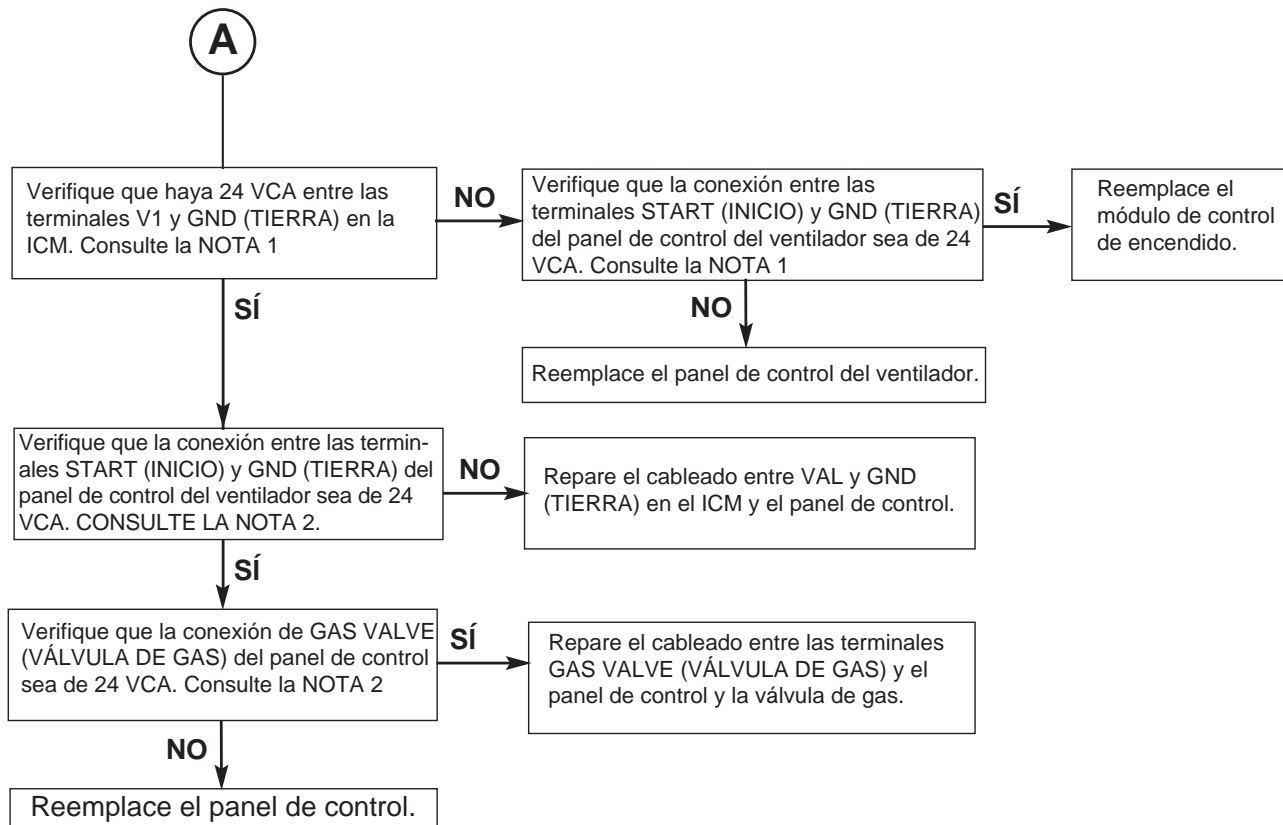 A
Verifique que haya 24 VCA entre las
terminales V1 y GND (TIERRA) en la
ICM. Consulte la NOTA 1
NO
Verifique que la conexión entre las
terminales START (INICIO) y GND (TIERRA)
del panel de control del ventilador sea de 24
VCA. Consulte la NOTA 1
SÍ
Reemplace el
módulo de control
de encendido.
SÍ
NO
Reemplace el panel de control del ventilador.
Verifique que la conexión entre las termin-
ales START (INICIO) y GND (TIERRA) del
panel de control del ventilador sea de 24
VCA. CONSULTE LA NOTA 2.
NO
Repare el cableado entre VAL y GND
(TIERRA) en el ICM y el panel de control.
SÍ
Verifique que la conexión de GAS VALVE
(VÁLVULA DE GAS) del panel de control
sea de 24 VCA. Consulte la NOTA 2
SÍ
Repare el cableado entre las terminales
GAS VALVE (VÁLVULA DE GAS) y el
panel de control y la válvula de gas.
NO
Reemplace el panel de control.